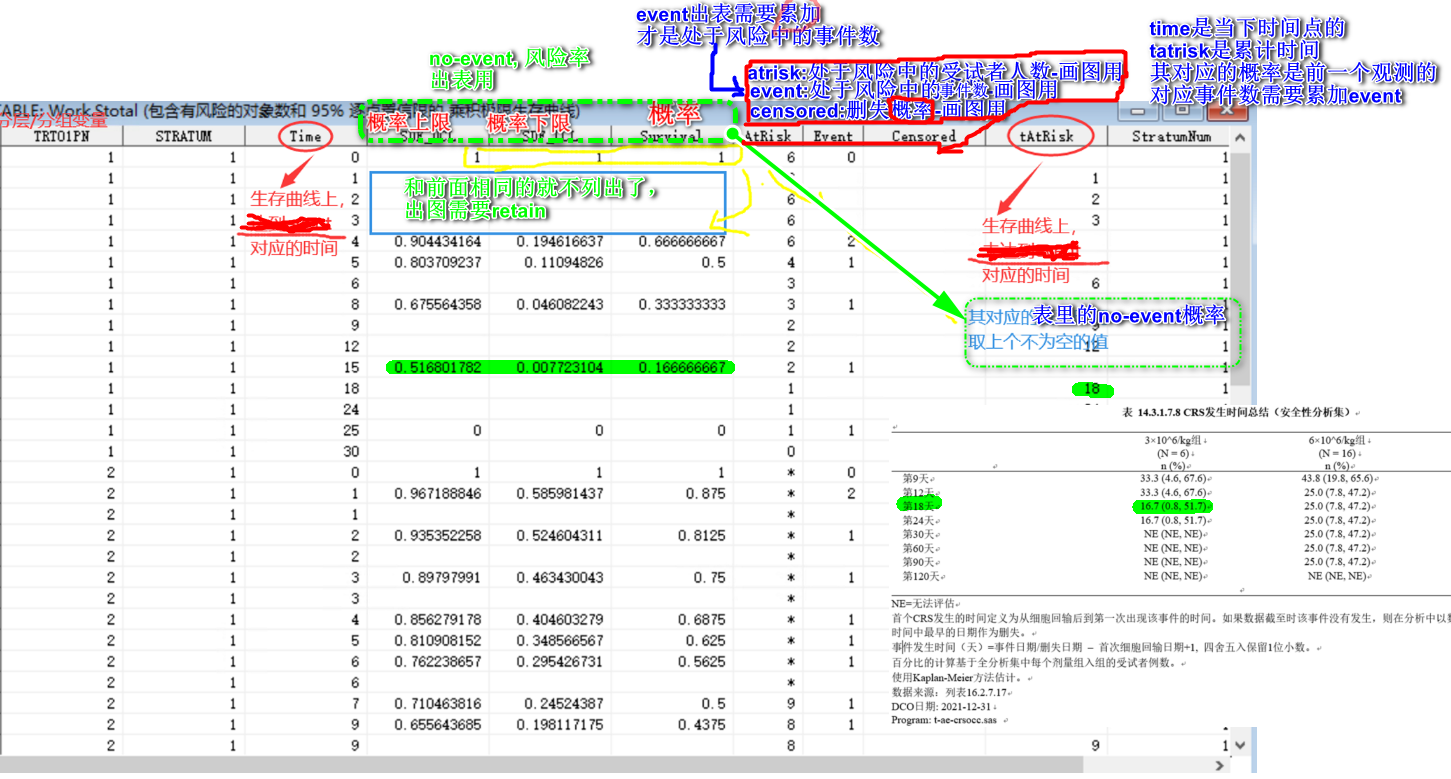 event出表需要累加
才是处于风险中的事件数
time是当下时间点的
tatrisk是累计时间
其对应的概率是前一个观测的
对应事件数需要累加event
no-event, 风险率
出表用
atrisk:处于风险中的受试者人数-画图用
event:处于风险中的事件数-画图用
censored:删失概率-画图用
TABLE: Work.Stotal (包含有风险的对象数和 95% 逐点置信限的 乘积极限生存曲线)
分层/分组变量
概率上限 概率下限 概率
TRT01PN STRATUM Time SDF_UCL SDF_LCL Survival AtRisk Event Censored tAtRisk StratumNum
1 1 0 1 1 1 6 0 1
1 1 1 1 1
1 1 2 6 2 1
1 1 3 6 3 1
1 1 4 0.904434164 0.194616637 0.666666667 6 2 1
1 1 5 0.803709237 0.11094826 0.5 4 1 1
1 1 6 3 6 1
1 1 8 0.675564358 0.046082243 0.333333333 3 1 1
1 1 9 2 9 1
1 1 12 2 12 1
1 1 15 0.516801782 0.007723104 0.166666667 2 1 1
1 1 18 1 18 1
1 1 24 1
1 1 25 0 0 0 1 1
1 1 30 0
2 1 0 1 1 1 * 0
2 1 1 0.967188846 0.585981437 0.875 * 2
2 1 1 *
2 1 2 0.935352258 0.524604311 0.8125 * 1
2 1 2 *
2 1 3 0.89797991 0.463430043 0.75 * 1
2 1 3 *
2 1 4 0.856279178 0.404603279 0.6875 * 1
2 1 5 0.810908152 0.348566567 0.625 * 1
2 1 6 0.762238657 0.295426731 0.5625 * 1
2 1 6 *
2 1 7 0.710463816 0.24524387 0.5 9 1
2 1 9 0.655643685 0.198117175 0.4375 8 1 1
2 1 9 8 9 1
和前面相同的就不列出了，
出图需要retain
生存曲线上，
对应的时间
生存曲线上，
对应的时间
其对应的
表里的no-event概率
取上个不为空的值
表 14.3.1.7.8 CRS发生时间总结（安全性分析集）
3×10^6/kg组 6×10^6/kg组
(N = 6) (N = 16)
n (%) n (%)
第9天 33.3 (4.6, 67.6) 43.8 (19.8, 65.6)
第12天 33.3 (4.6, 67.6) 25.0 (7.8, 47.2)
第18天 16.7 (0.8, 51.7) 25.0 (7.8, 47.2)
第24天 16.7 (0.8, 51.7) 25.0 (7.8, 47.2)
第30天 NE (NE, NE) 25.0 (7.8, 47.2)
第60天 NE (NE, NE) 25.0 (7.8, 47.2)
第90天 NE (NE, NE) 25.0 (7.8, 47.2)
第120天 NE (NE, NE) NE (NE, NE)
NE=无法评估
首个CRS发生的时间定义为从细胞回输后到第一次出现该事件的时间。如果数据截至时该事件没有发生，则在分析中以
时间中最早的日期作为删失。
事件发生时间（天）=事件日期/删失日期 – 首次细胞回输日期+1, 四舍五入保留1位小数。
百分比的计算基于全分析集中每个剂量组入组的受试者例数。
使用Kaplan-Meier方法估计。
数据来源：列表16.2.7.17
DCO日期: 2021-12-31
Program: t-ae-crsocc.sas